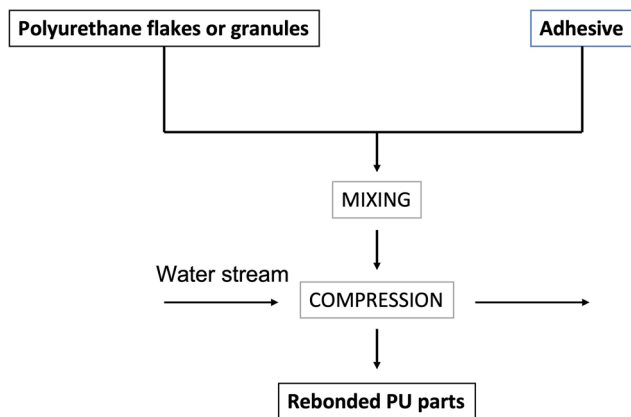 Polyurethane flakes or granules
Adhesive
MIXING
Water stream
COMPRESSION
Rebonded PU parts